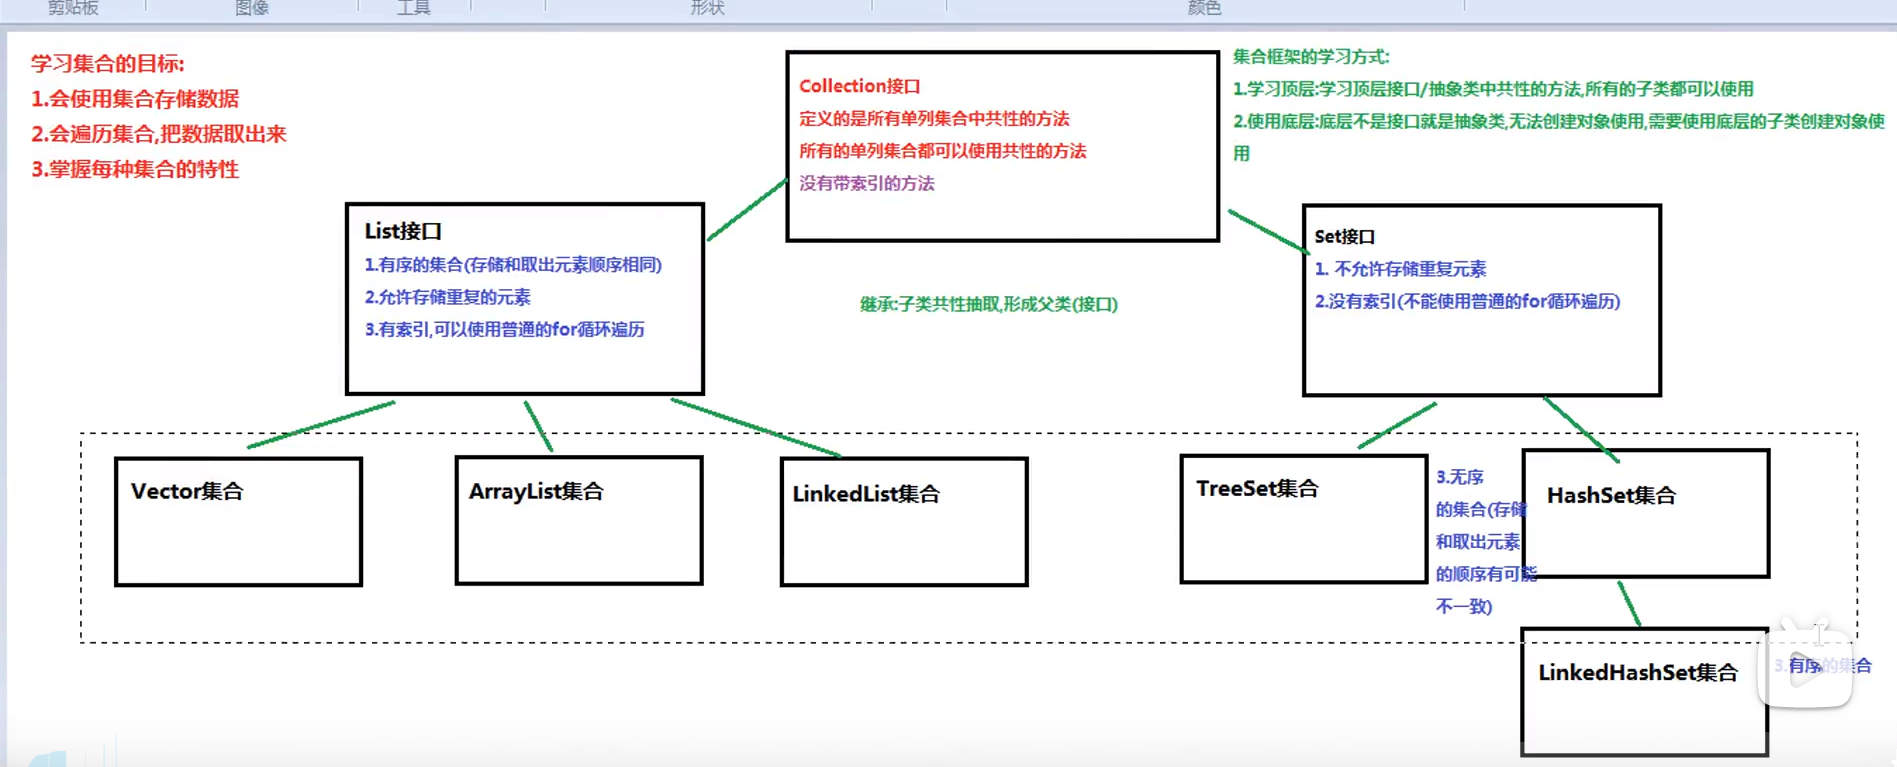 剪贴板
图像
工具
形状
颜色
学习集合的目标:
1.会使用集合存储数据
2.会遍历集合,把数据取出来
3.掌握每种集合的特性
Collection接口
定义的是所有单列集合中共性的方法
所有的单列集合都可以使用共性的方法
没有带索引的方法
集合框架的学习方式:
1.学习顶层:学习顶层接口/抽象类中共性的方法,所有的子类都可以使用
2.使用底层:底层不是接口就是抽象类,无法创建对象使用,需要使用底层的子类创建对象使
用
List接口
1.有序的集合(存储和取出元素顺序相同)
2.允许存储重复的元素
3.有索引,可以使用普通的for循环遍历
继承:子类共性抽取,形成父类(接口)
Set接口
1. 不允许存储重复元素
2.没有索引(不能使用普通的for循环遍历)
Vector集合
ArrayList集合
LinkedList集合
TreeSet集合
3.无序
的集合(存储
和取出元素
的顺序有可能
不一致)
HashSet集合
LinkedHashSet集合
3.有序的集合